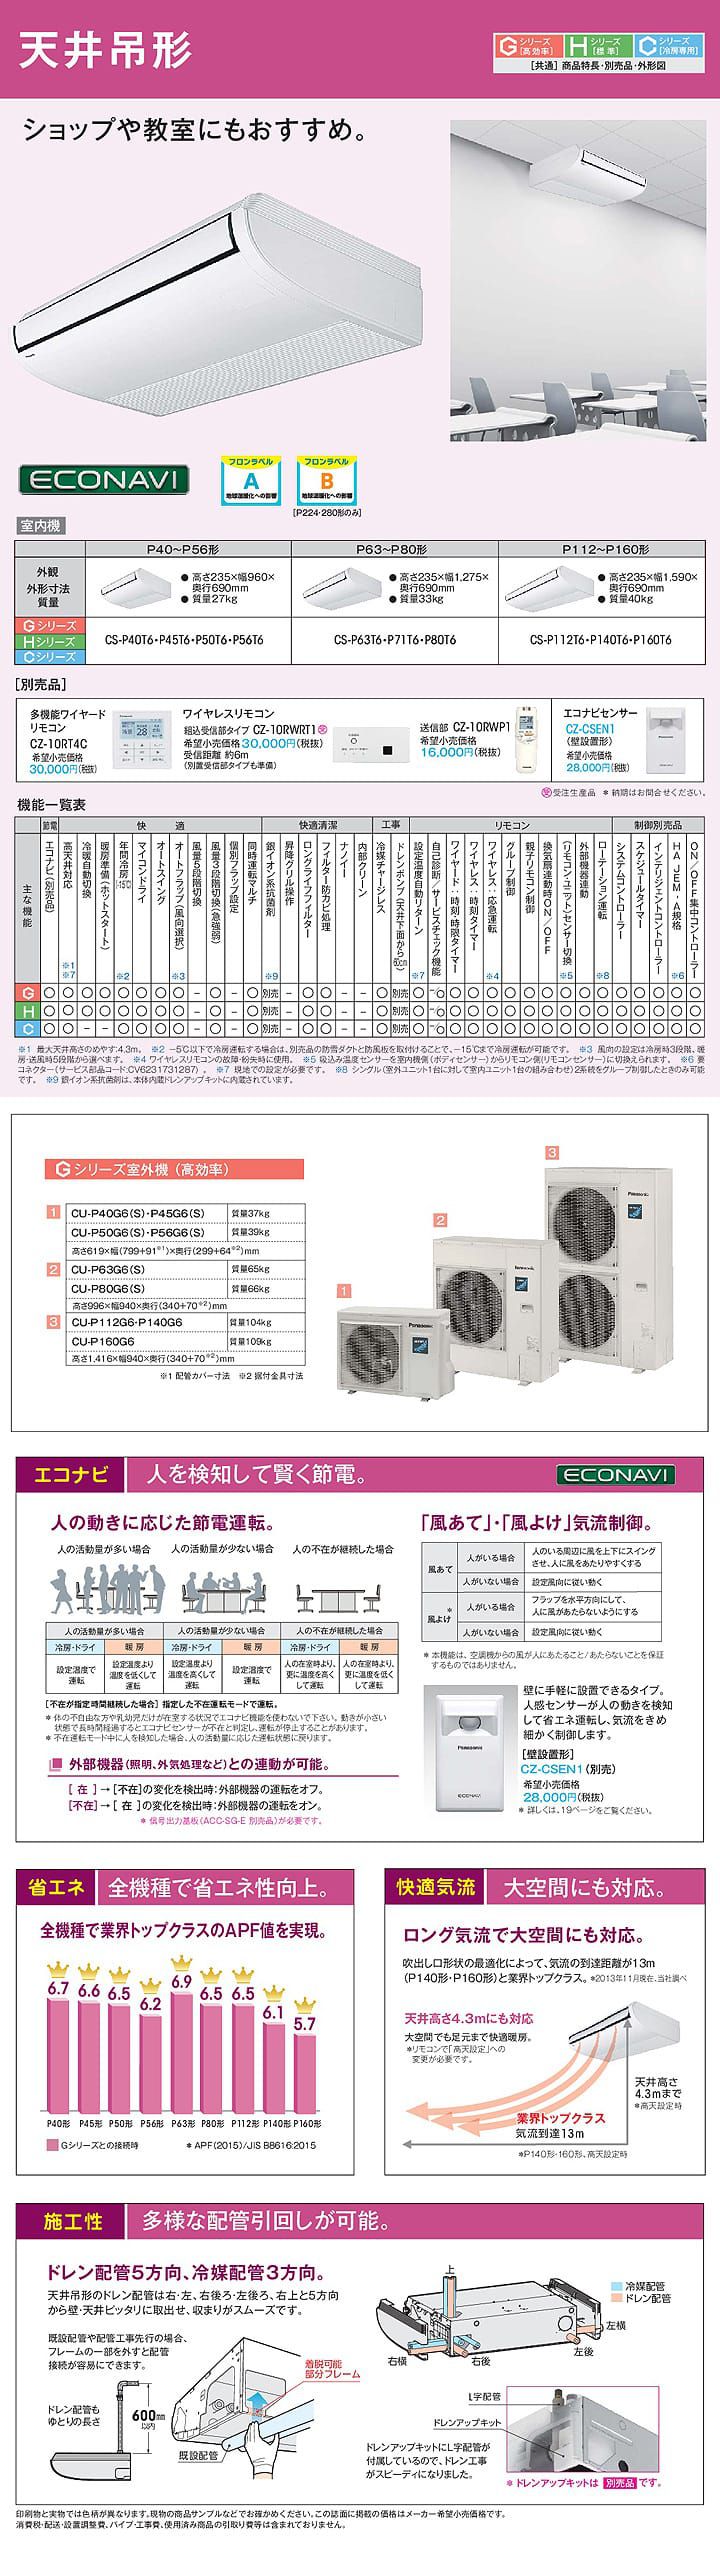 天井吊形
Gシリーズ[高効率] Hシリーズ[標準] Cシリーズ[冷房専用]
[共通] 商品特長・別売品・外形図
ショップや教室にもおすすめ。
ECONAVI
フロンラベル A 地球温暖化への影響
フロンラベル B 地球温暖化への影響
[P224・280形のみ]
室内機
P40〜P56形 P63〜P80形 P112〜P160形
外観
外形寸法
質量
● 高さ235×幅960×
奥行690mm
● 質量27kg
● 高さ235×幅1,275×
奥行690mm
● 質量33kg
● 高さ235×幅1,590×
奥行690mm
● 質量40kg
Gシリーズ
Hシリーズ
Cシリーズ
CS-P40T6・P45T6・P50T6・P56T6
CS-P63T6・P71T6・P80T6
CS-P112T6・P140T6・P160T6
[別売品]
多機能ワイヤード
リモコン
CZ-10RT4C
希望小売価格
30,000円(税抜)
ワイヤレスリモコン
組込受信部タイプ CZ-10RWRT1㊕
希望小売価格 30,000円(税抜)
受信距離 約6m
(別置受信部タイプも準備)
送信部 CZ-10RWP1
希望小売価格
16,000円(税抜)
エコナビセンサー
CZ-CSEN1
(壁設置形)
希望小売価格
28,000円(税抜)
受注生産品 * 納期はお問合せください。
機能一覧表
節電 快適 快適清潔 工事 リモコン 制御別売品
主な機能
エコナビ(別売品)
高天井対応 ※1 ※7
冷暖自動切換
暖房準備(ホットスタート)
年間冷房(-15℃) ※2
マイコンドライ
オートスイング
オートフラップ(風向選択) ※3
風量5段階切換
風量3段階切換(急強弱)
個別フラップ設定
同時運転マルチ
銀イオン系抗菌剤 ※9
昇降グリル操作
ロングライフフィルター
フィルター防カビ処理
ナノイー
内部クリーン
冷媒チャージレス
ドレンポンプ(天井下面から60cm)
設定温度自動リターン ※7
自己診断/サービスチェック機能
ワイヤード:時刻・時限タイマー
ワイヤレス:時刻タイマー
ワイヤレス:応急運転 ※4
グループ制御
親子リモコン制御
換気扇連動時ON/OFF
(リモコン・ユニット)センサー切換 ※5
外部機器連動
ローテーション運転 ※8
システムコントローラー
スケジュールタイマー
インテリジェントコントローラー
HA JEM-A規格 ※6
ON/OFF集中コントローラー
G ○ ○ ○ ○ ○ ○ ○ ○ − ○ − ○ 別売 − ○ ○ − − ○ 別売 ○ −/○ ○ ○ ○ ○ ○ ○ ○ ○ ○ ○ ○ ○ ○ ○
H ○ ○ ○ ○ ○ ○ ○ ○ − ○ − ○ 別売 − ○ ○ − − ○ 別売 ○ −/○ ○ ○ ○ ○ ○ ○ ○ ○ ○ ○ ○ ○ ○ ○
C ○ ○ − − ○ ○ ○ ○ − ○ − ○ 別売 − ○ ○ − − ○ 別売 ○ −/○ ○ ○ ○ ○ ○ ○ ○ ○ ○ ○ ○ ○ ○ ○
※1 最大天井高さのめやす:4.3m。 ※2 −5℃以下で冷房運転する場合は、別売品の防雪ダクトと防風板を取付けることで、−15℃まで冷房運転が可能です。 ※3 風向の設定は冷房時3段階、暖
房・送風時5段階から選べます。 ※4 ワイヤレスリモコンの故障・紛失時に使用。 ※5 吸込み温度センサーを室内機側(ボディセンサー)からリモコン側(リモコンセンサー)に切換えられます。 ※6 要
コネクター(サービス部品コード:CV6231731287)。 ※7 現地での設定が必要です。 ※8 シングル(室外ユニット1台に対して室内ユニット1台の組み合わせ)2系統をグループ制御したときのみ可能
です。 ※9 銀イオン系抗菌剤は、本体内蔵ドレンアップキットに内蔵されています。
Gシリーズ室外機(高効率)
1 CU-P40G6(S)・P45G6(S) 質量37kg
CU-P50G6(S)・P56G6(S) 質量39kg
高さ619×幅(799+91※1)×奥行(299+64※2)mm
2 CU-P63G6(S) 質量65kg
CU-P80G6(S) 質量66kg
高さ996×幅940×奥行(340+70※2)mm
3 CU-P112G6・P140G6 質量104kg
CU-P160G6 質量109kg
高さ1,416×幅940×奥行(340+70※2)mm
※1 配管カバー寸法 ※2 据付金具寸法
1
2
3
Panasonic
Panasonic
Panasonic
エコナビ 人を検知して賢く節電。 ECONAVI
人の動きに応じた節電運転。
人の活動量が多い場合 人の活動量が少ない場合 人の不在が継続した場合
人の活動量が多い場合 人の活動量が少ない場合 人の不在が継続した場合
冷房・ドライ 暖房 冷房・ドライ 暖房 冷房・ドライ 暖房
設定温度で
運転
設定温度より
温度を低くして
運転
設定温度より
温度を高くして
運転
設定温度で
運転
人の在室時より、
更に温度を高く
して運転
人の在室時より、
更に温度を低く
して運転
[不在が指定時間継続した場合] 指定した不在運転モードで運転。
* 体の不自由な方や乳幼児だけが在室する状況でエコナビ機能を使わないで下さい。動きが小さい
状態で長時間経過するとエコナビセンサーが不在と判定し、運転が停止することがあります。
* 不在運転モード中に人を検知した場合、人の活動量に応じた運転状態に戻ります。
外部機器(照明、外気処理など)との連動が可能。
[ 在 ]→[不在]の変化を検出時:外部機器の運転をオフ。
[不在]→[ 在 ]の変化を検出時:外部機器の運転をオン。
* 信号出力基板(ACC-SG-E 別売品)が必要です。
「風あて」・「風よけ」気流制御。
風あて
人がいる場合 人のいる周辺に風を上下にスイング
させ、人に風をあたりやすくする
人がいない場合 設定風向に従い動く
*
風よけ
人がいる場合 フラップを水平方向にして、
人に風があたらないようにする
人がいない場合 設定風向に従い動く
* 本機能は、空調機からの風が人にあたること/あたらないことを保証
するものではありません。
Panasonic
ECONAVI
壁に手軽に設置できるタイプ。
人感センサーが人の動きを検知
して省エネ運転し、気流をきめ
細かく制御します。
[壁設置形]
CZ-CSEN1(別売)
希望小売価格
28,000円(税抜)
* 詳しくは、19ページをご覧ください。
省エネ 全機種で省エネ性向上。
全機種で業界トップクラスのAPF値を実現。
6.7 6.6 6.5 6.2 6.9 6.5 6.5 6.1 5.7
P40形 P45形 P50形 P56形 P63形 P80形 P112形 P140形 P160形
Gシリーズとの接続時 * APF(2015)/JIS B8616:2015
快適気流 大空間にも対応。
ロング気流で大空間にも対応。
吹出し口形状の最適化によって、気流の到達距離が13m
(P140形・P160形)と業界トップクラス。*2013年11月現在、当社調べ
天井高さ4.3mにも対応
大空間でも足元まで快適暖房。
*リモコンで「高天設定」への
変更が必要です。
天井高さ
4.3mまで
*高天設定時
業界トップクラス
気流到達13m
*P140形・160形、高天設定時
施工性 多様な配管引回しが可能。
ドレン配管5方向、冷媒配管3方向。
天井吊形のドレン配管は右・左、右後ろ・左後ろ、右上と5方向
から壁・天井ピッタリに取出せ、収まりがスムーズです。
既設配管や配管工事先行の場合、
フレームの一部を外すと配管
接続が容易にできます。
ドレン配管も
ゆとりの長さ
600mm
以内
着脱可能
部分フレーム
既設配管
上
冷媒配管
ドレン配管
左横
左後
右後
右横
L字配管
ドレンアップキット
ドレンアップキットにL字配管が
付属しているので、ドレン工事
がスピーディになりました。
* ドレンアップキットは 別売品 です。
印刷物と実物では色柄が異なります。現物の商品サンプルなどでお確かめください。この誌面に掲載の価格はメーカー希望小売価格です。
消費税・配送・設置調整費、パイプ・工事費、使用済み商品の引取り費等は含まれておりません。